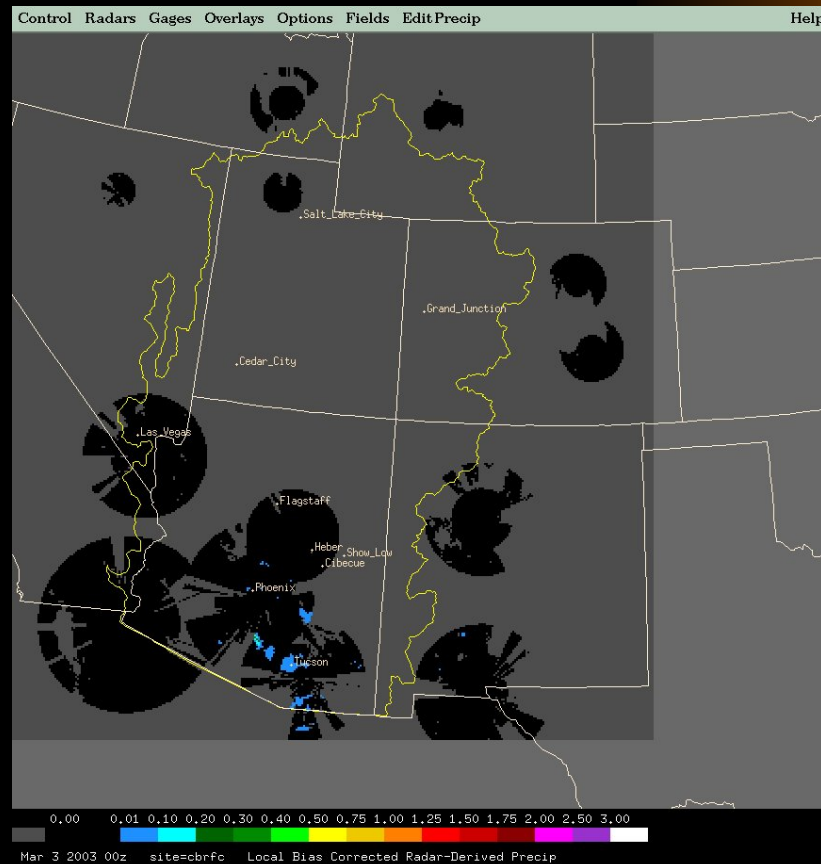 Control Radars Gages Overlays Options Fields Edit Precip Help
.Salt_Lake_City
.Grand_Junction
.Cedar_City
.Las_Vegas
.Flagstaff
.Heber
.Show_Low
.Cibecue
.Phoenix
.Tucson
0.00 0.01 0.10 0.20 0.30 0.40 0.50 0.75 1.00 1.25 1.50 1.75 2.00 2.50 3.00
Mar 3 2003 00z site=cbrfc Local Bias Corrected Radar-Derived Precip